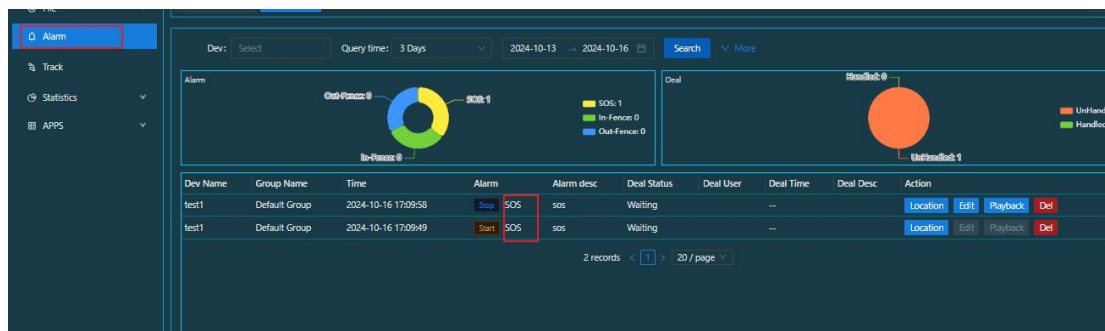 File
Alarm
Track
Statistics
APPS
Dev: Select Query time: 3 Days 2024-10-13 → 2024-10-16 Search More
Alarm
Out-Fence: 0
SOS: 1
In-Fence: 0
SOS: 1
In-Fence: 0
Out-Fence: 0
Deal
Handled: 0
UnHandled: 1
UnHand
Handled
Dev Name Group Name Time Alarm Alarm desc Deal Status Deal User Deal Time Deal Desc Action
test1 Default Group 2024-10-16 17:09:58 Stop SOS sos Waiting -- Location Edit Playback Del
test1 Default Group 2024-10-16 17:09:49 Start SOS sos Waiting -- Location Edit Playback Del
2 records < 1 > 20 / page